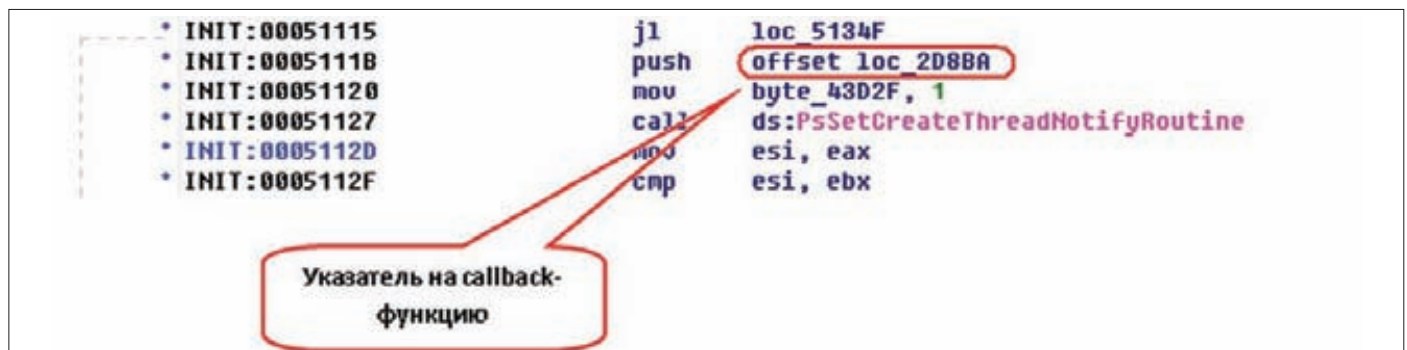 INIT:00051115 jl loc_5134F
INIT:0005111B push offset loc_2D8BA
INIT:00051120 mov byte_43D2F, 1
INIT:00051127 call ds:PsSetCreateThreadNotifyRoutine
INIT:0005112D mov esi, eax
INIT:0005112F cmp esi, ebx
Указатель на callback-
функцию